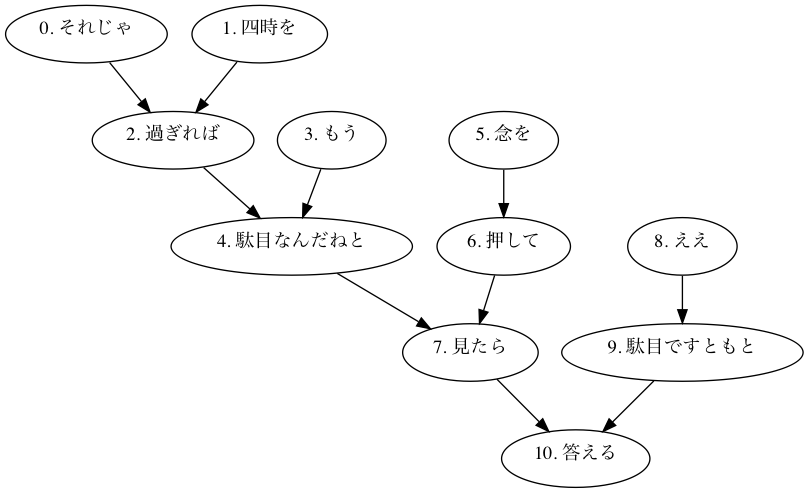 0. それじゃ
1. 四時を
2. 過ぎれば
3. もう
5. 念を
4. 駄目なんだねと
6. 押して
8. ええ
7. 見たら
9. 駄目ですともと
10. 答える